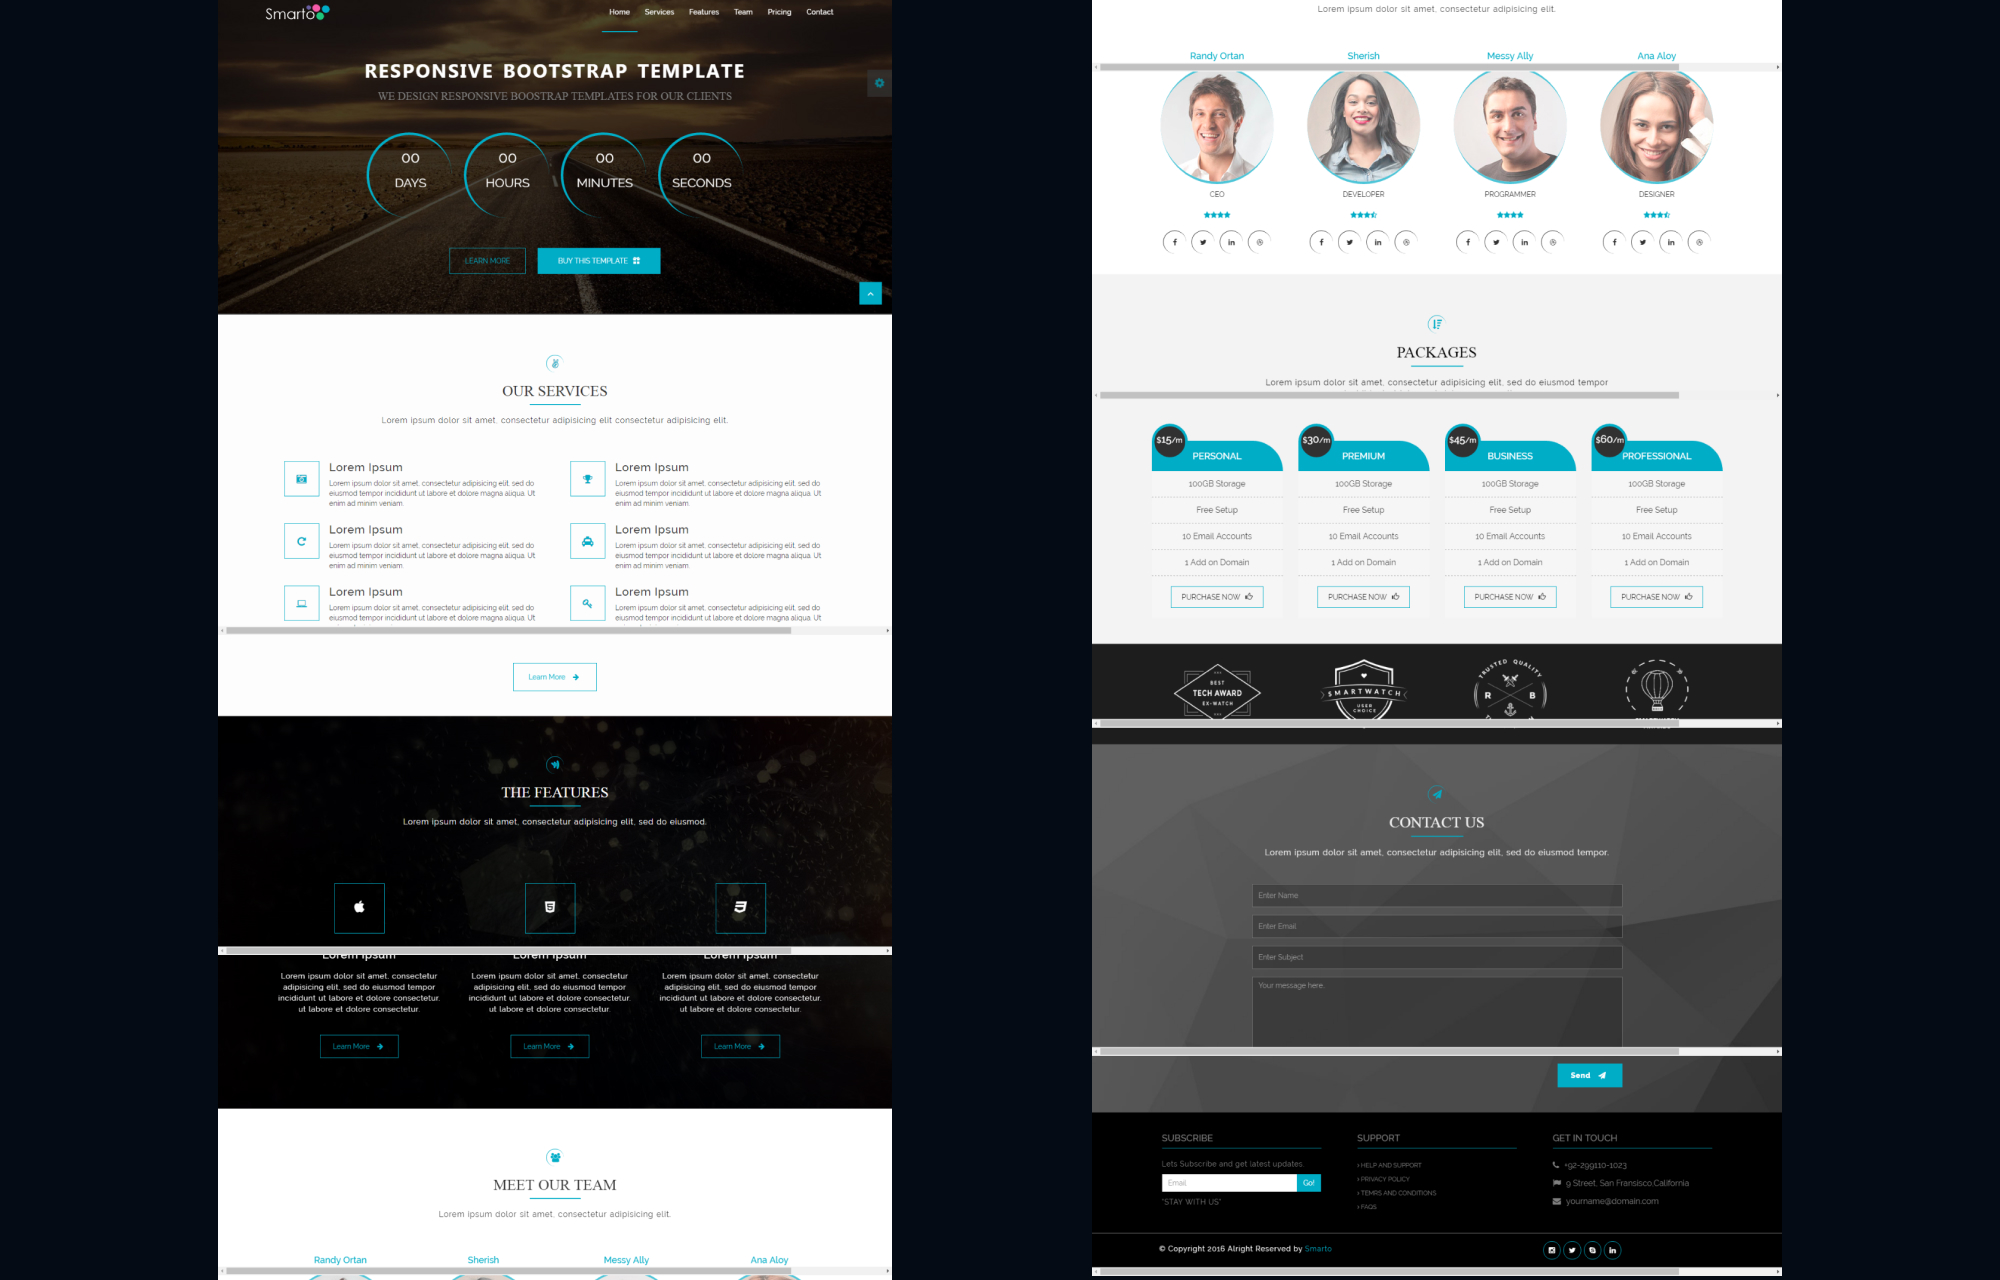 Smarto
Home Services Features Team Pricing Contact
RESPONSIVE BOOTSTRAP TEMPLATE
WE DESIGN RESPONSIVE BOOSTRAP TEMPLATES FOR OUR CLIENTS
00 00 00 00
DAYS HOURS MINUTES SECONDS
LEARN MORE BUY THIS TEMPLATE
OUR SERVICES
Lorem ipsum dolor sit amet, consectetur adipisicing elit consectetur adipisicing elit.
Lorem Ipsum
Lorem ipsum dolor sit amet, consectetur adipisicing elit, sed do
eiusmod tempor incididunt ut labore et dolore magna aliqua. Ut
enim ad minim veniam
Lorem Ipsum
Lorem ipsum dolor sit amet, consectetur adipisicing elit, sed do
eiusmod tempor incididunt ut labore et dolore magna aliqua. Ut
enim ad minim veniam
Lorem Ipsum
Lorem ipsum dolor sit amet, consectetur adipisicing elit, sed do
eiusmod tempor incididunt ut labore et dolore magna aliqua. Ut
enim ad minim veniam
Lorem Ipsum
Lorem ipsum dolor sit amet, consectetur adipisicing elit, sed do
eiusmod tempor incididunt ut labore et dolore magna aliqua. Ut
enim ad minim veniam
Lorem Ipsum
Lorem ipsum dolor sit amet, consectetur adipisicing elit, sed do
eiusmod tempor incididunt ut labore et dolore magna aliqua. Ut
Lorem Ipsum
Lorem ipsum dolor sit amet, consectetur adipisicing elit, sed do
eiusmod tempor incididunt ut labore et dolore magna aliqua. Ut
Learn More
THE FEATURES
Lorem ipsum dolor sit amet, consectetur adipisicing elit, sed do eiusmod.
Lorem Ipsum
Lorem ipsum dolor sit amet, consectetur
adipisicing elit, sed do eiusmod tempor
incididunt ut labore et dolore consectetur.
ut labore et dolore consectetur.
Learn More
Lorem Ipsum
Lorem ipsum dolor sit amet, consectetur
adipisicing elit, sed do eiusmod tempor
incididunt ut labore et dolore consectetur.
ut labore et dolore consectetur.
Learn More
Lorem Ipsum
Lorem ipsum dolor sit amet, consectetur
adipisicing elit, sed do eiusmod tempor
incididunt ut labore et dolore consectetur.
ut labore et dolore consectetur.
Learn More
MEET OUR TEAM
Lorem ipsum dolor sit amet, consectetur adipisicing elit.
Randy Ortan Sherish Messy Ally Ana Aloy
Lorem ipsum dolor sit amet, consectetur adipisicing elit.
Randy Ortan Sherish Messy Ally Ana Aloy
CEO DEVELOPER PROGRAMMER DESIGNER
PACKAGES
Lorem ipsum dolor sit amet, consectetur adipisicing elit, sed do eiusmod tempor
$15/m
PERSONAL
100GB Storage
Free Setup
10 Email Accounts
1 Add on Domain
PURCHASE NOW
$30/m
PREMIUM
100GB Storage
Free Setup
10 Email Accounts
1 Add on Domain
PURCHASE NOW
$45/m
BUSINESS
100GB Storage
Free Setup
10 Email Accounts
1 Add on Domain
PURCHASE NOW
$60/m
PROFESSIONAL
100GB Storage
Free Setup
10 Email Accounts
1 Add on Domain
PURCHASE NOW
BEST
TECH AWARD
EX-WATCH
SMARTWATCH
USER
CHOICE
TRUSTED QUALITY
R B
CONTACT US
Lorem ipsum dolor sit amet, consectetur adipisicing elit, sed do eiusmod tempor.
Enter Name
Enter Email
Enter Subject
Your message here..
Send
SUBSCRIBE
Lets Subscribe and get latest updates.
Email Go!
"STAY WITH US"
SUPPORT
› HELP AND SUPPORT
› PRIVACY POLICY
› TEMRS AND CONDITIONS
› FAQS
GET IN TOUCH
+92-299110-1023
9 Street, San Fransisco,California
yourname@domain.com
© Copyright 2016 Alright Reserved by Smarto